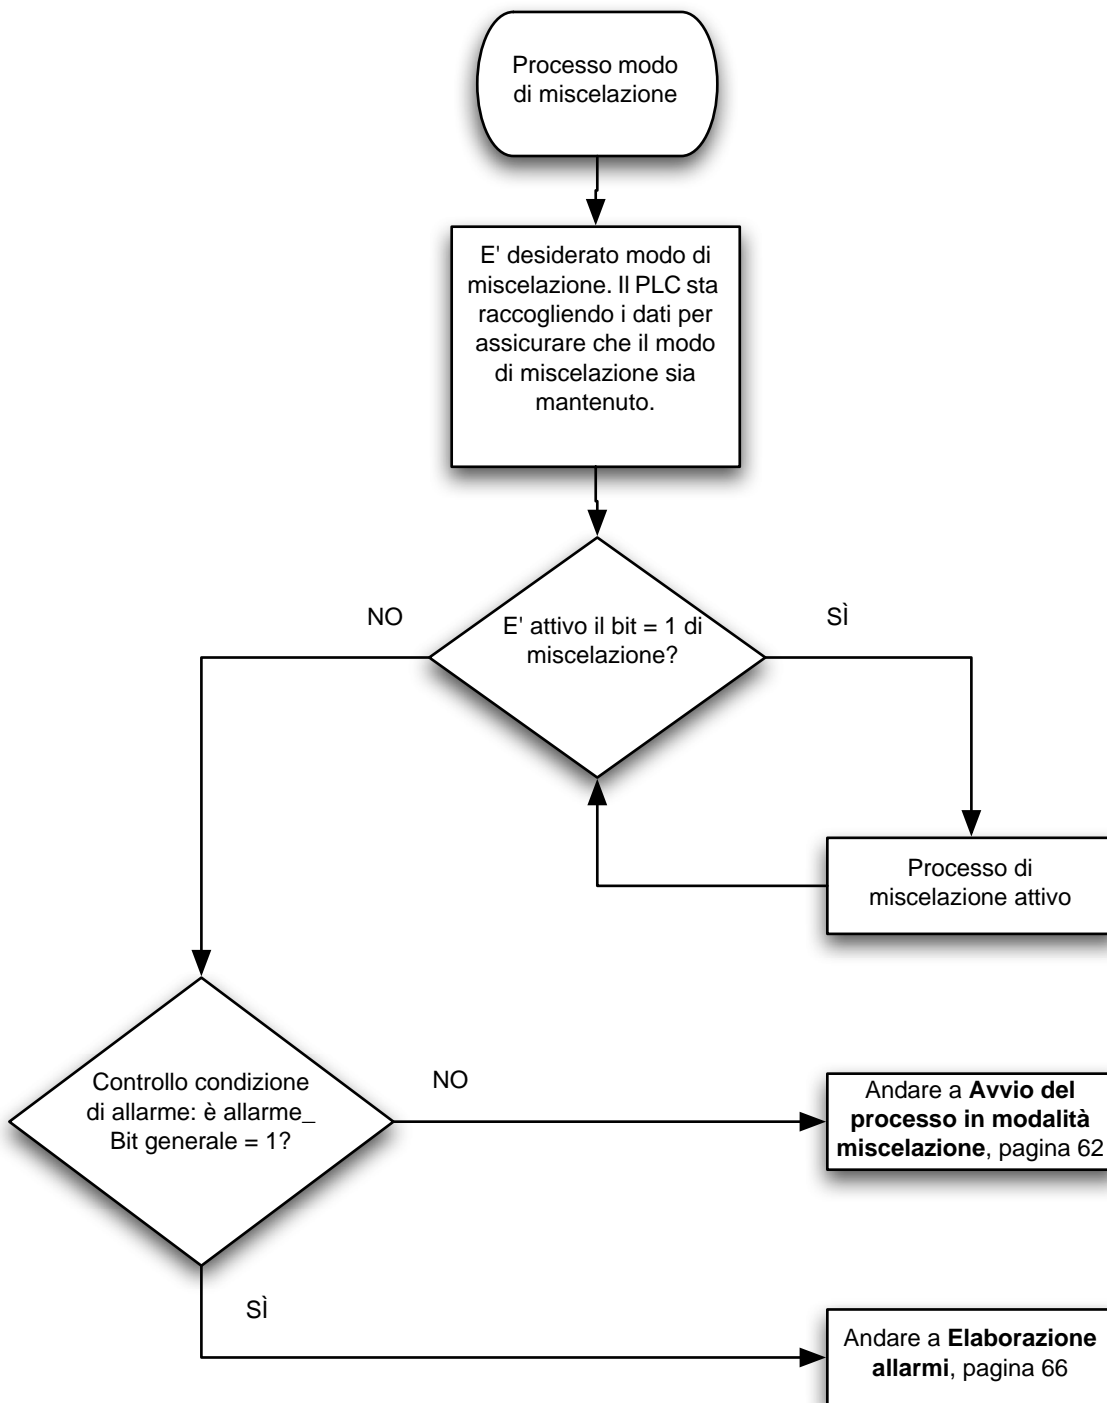 Processo modo
di miscelazione
E' desiderato modo di
miscelazione. Il PLC sta
raccogliendo i dati per
assicurare che il modo
di miscelazione sia
mantenuto.
NO
SÌ
E' attivo il bit = 1 di
miscelazione?
Processo di
miscelazione attivo
Controllo condizione
di allarme: è allarme_
Bit generale = 1?
NO
Andare a Avvio del
processo in modalità
miscelazione, pagina 62
SÌ
Andare a Elaborazione
allarmi, pagina 66